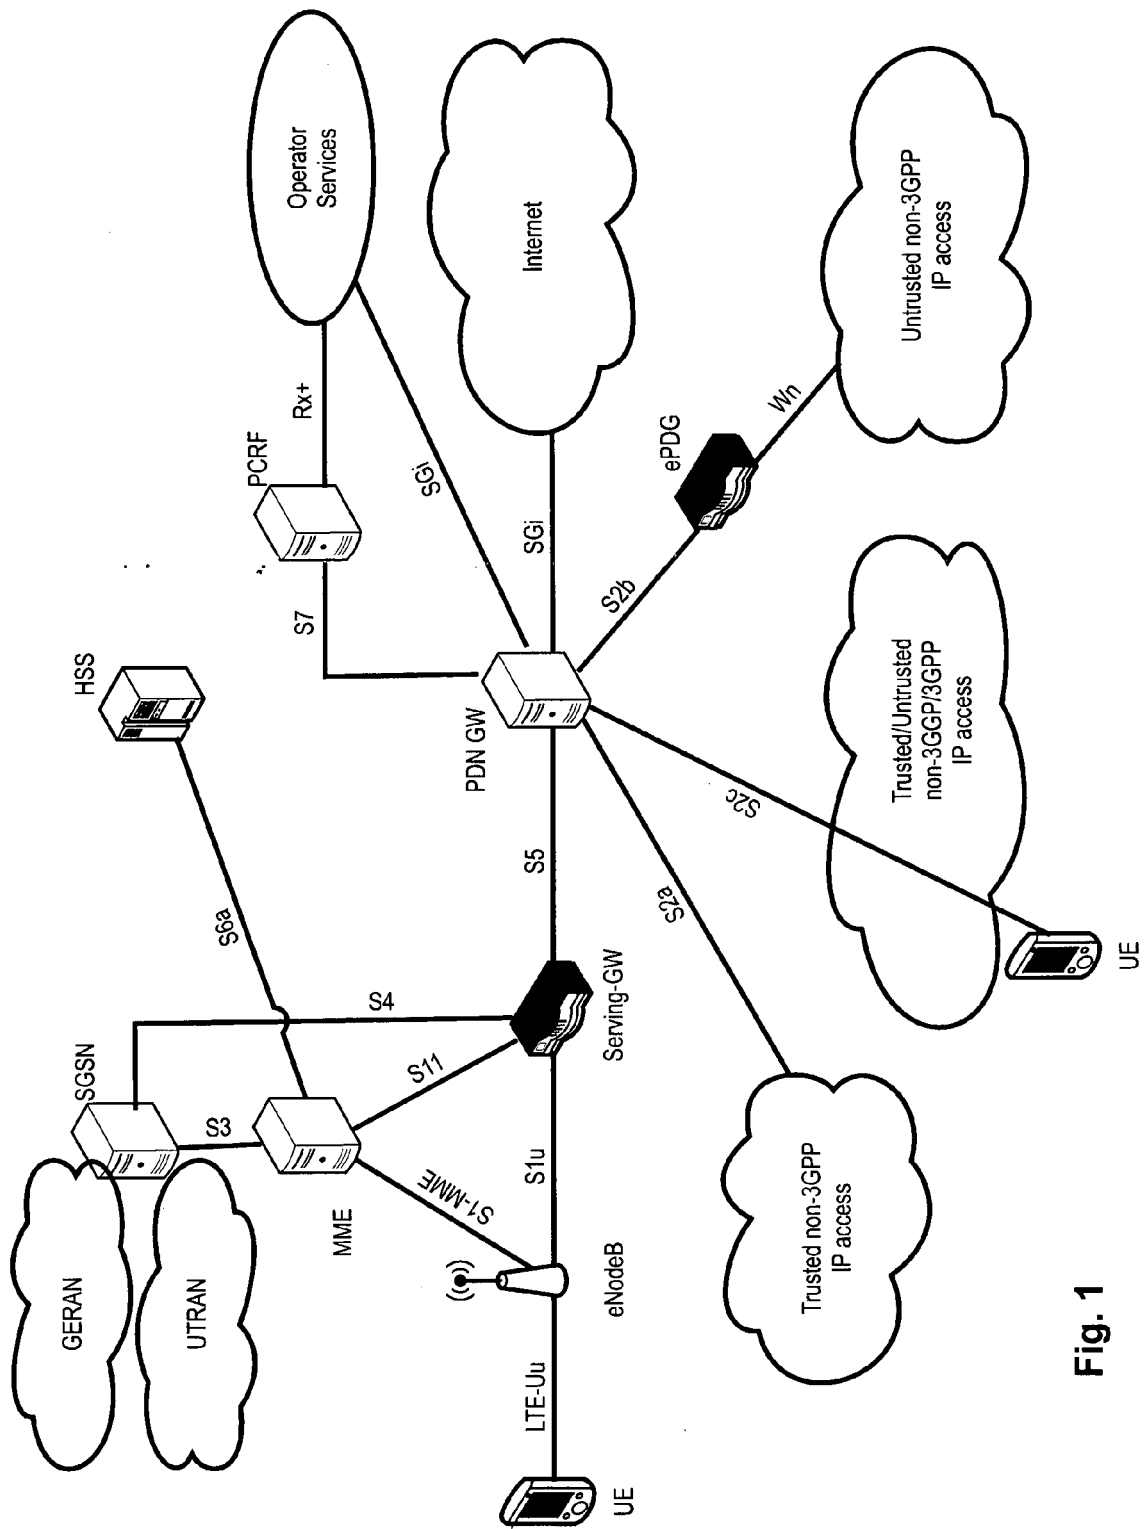 GERAN
UTRAN
SGSN
HSS
S3
S6a
S4
MME
S11
S1-MME
S7
PCRF
Rx+
Operator
Services
SGi
UE
LTE-Uu
eNodeB
S1u
Serving-GW
S5
PDN GW
SGi
Internet
S2a
S2c
S2b
ePDG
Wn
Trusted non-3GPP
IP access
Trusted/Untrusted
non-3GGP/3GPP
IP access
Untrusted non-3GPP
IP access
UE
Fig. 1